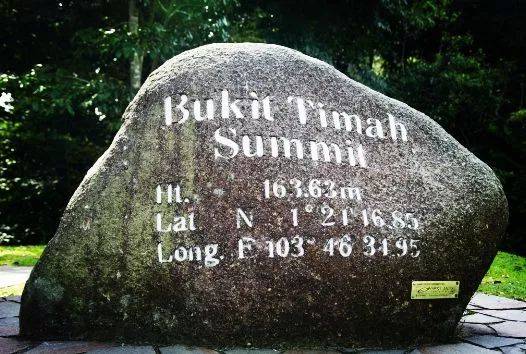 Bukit Timah
Summit
Ht. 163.63m
Lat N 1° 21' 16.85
Long. E 103° 46' 34.95